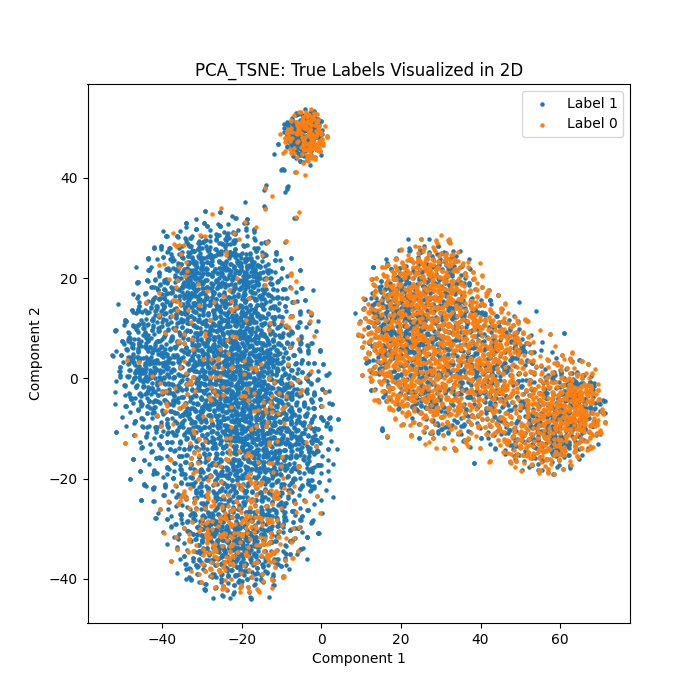 PCA_TSNE: True Labels Visualized in 2D
Label 1
Label 0
Component 2
40
20
0
−20
−40
−40
−20
0
20
40
60
Component 1